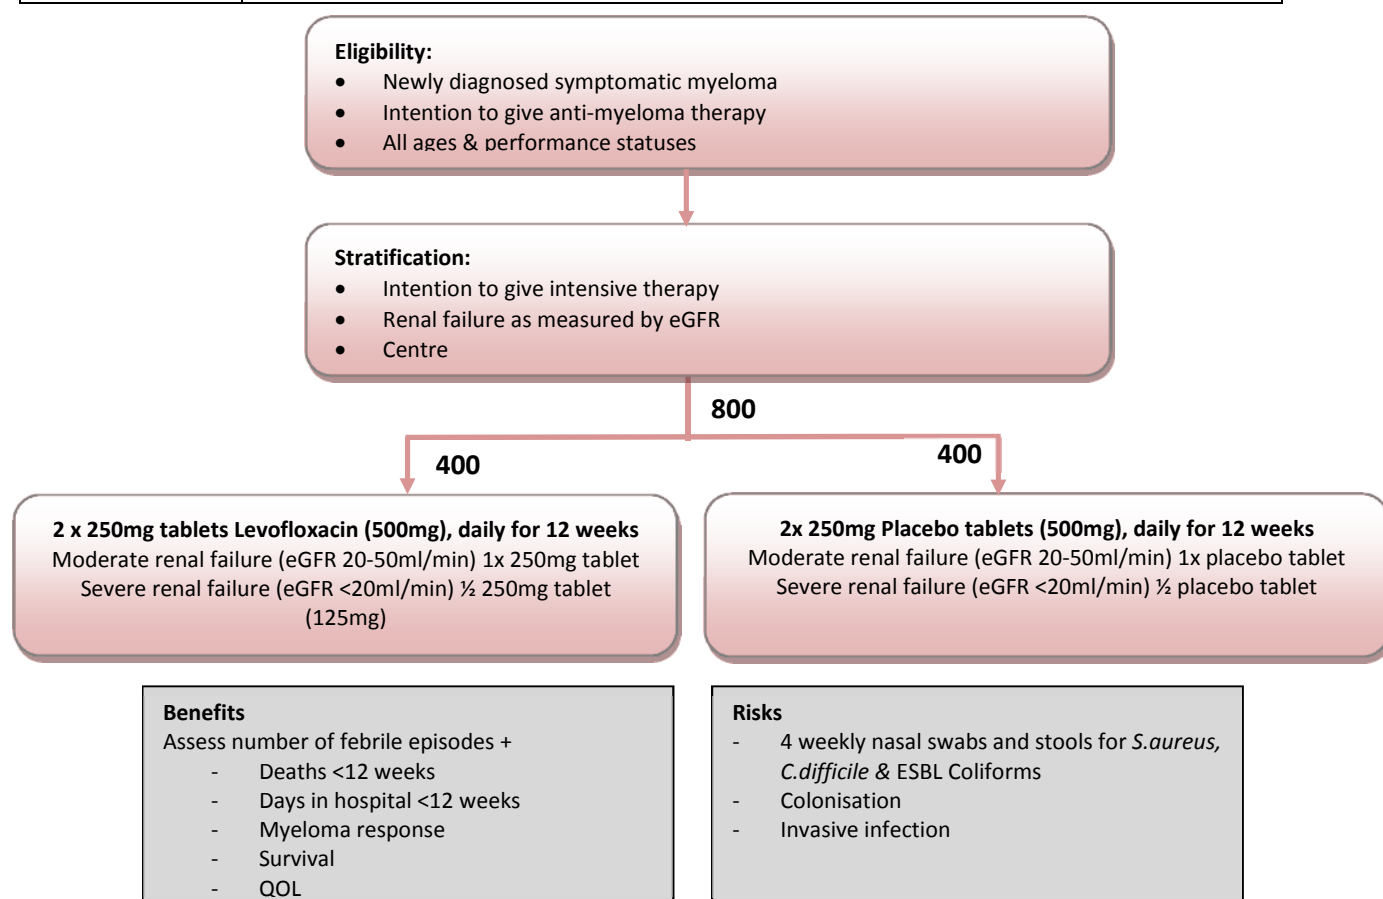 Eligibility:
• Newly diagnosed symptomatic myeloma
• Intention to give anti-myeloma therapy
• All ages & performance statuses
Stratification:
• Intention to give intensive therapy
• Renal failure as measured by eGFR
• Centre
800
400
400
2 x 250mg tablets Levofloxacin (500mg), daily for 12 weeks
Moderate renal failure (eGFR 20-50ml/min) 1x 250mg tablet
Severe renal failure (eGFR <20ml/min) ½ 250mg tablet
(125mg)
2x 250mg Placebo tablets (500mg), daily for 12 weeks
Moderate renal failure (eGFR 20-50ml/min) 1x placebo tablet
Severe renal failure (eGFR <20ml/min) ½ placebo tablet
Benefits
Assess number of febrile episodes +
- Deaths <12 weeks
- Days in hospital <12 weeks
- Myeloma response
- Survival
- QOL
Risks
- 4 weekly nasal swabs and stools for S.aureus,
C.difficile & ESBL Coliforms
- Colonisation
- Invasive infection